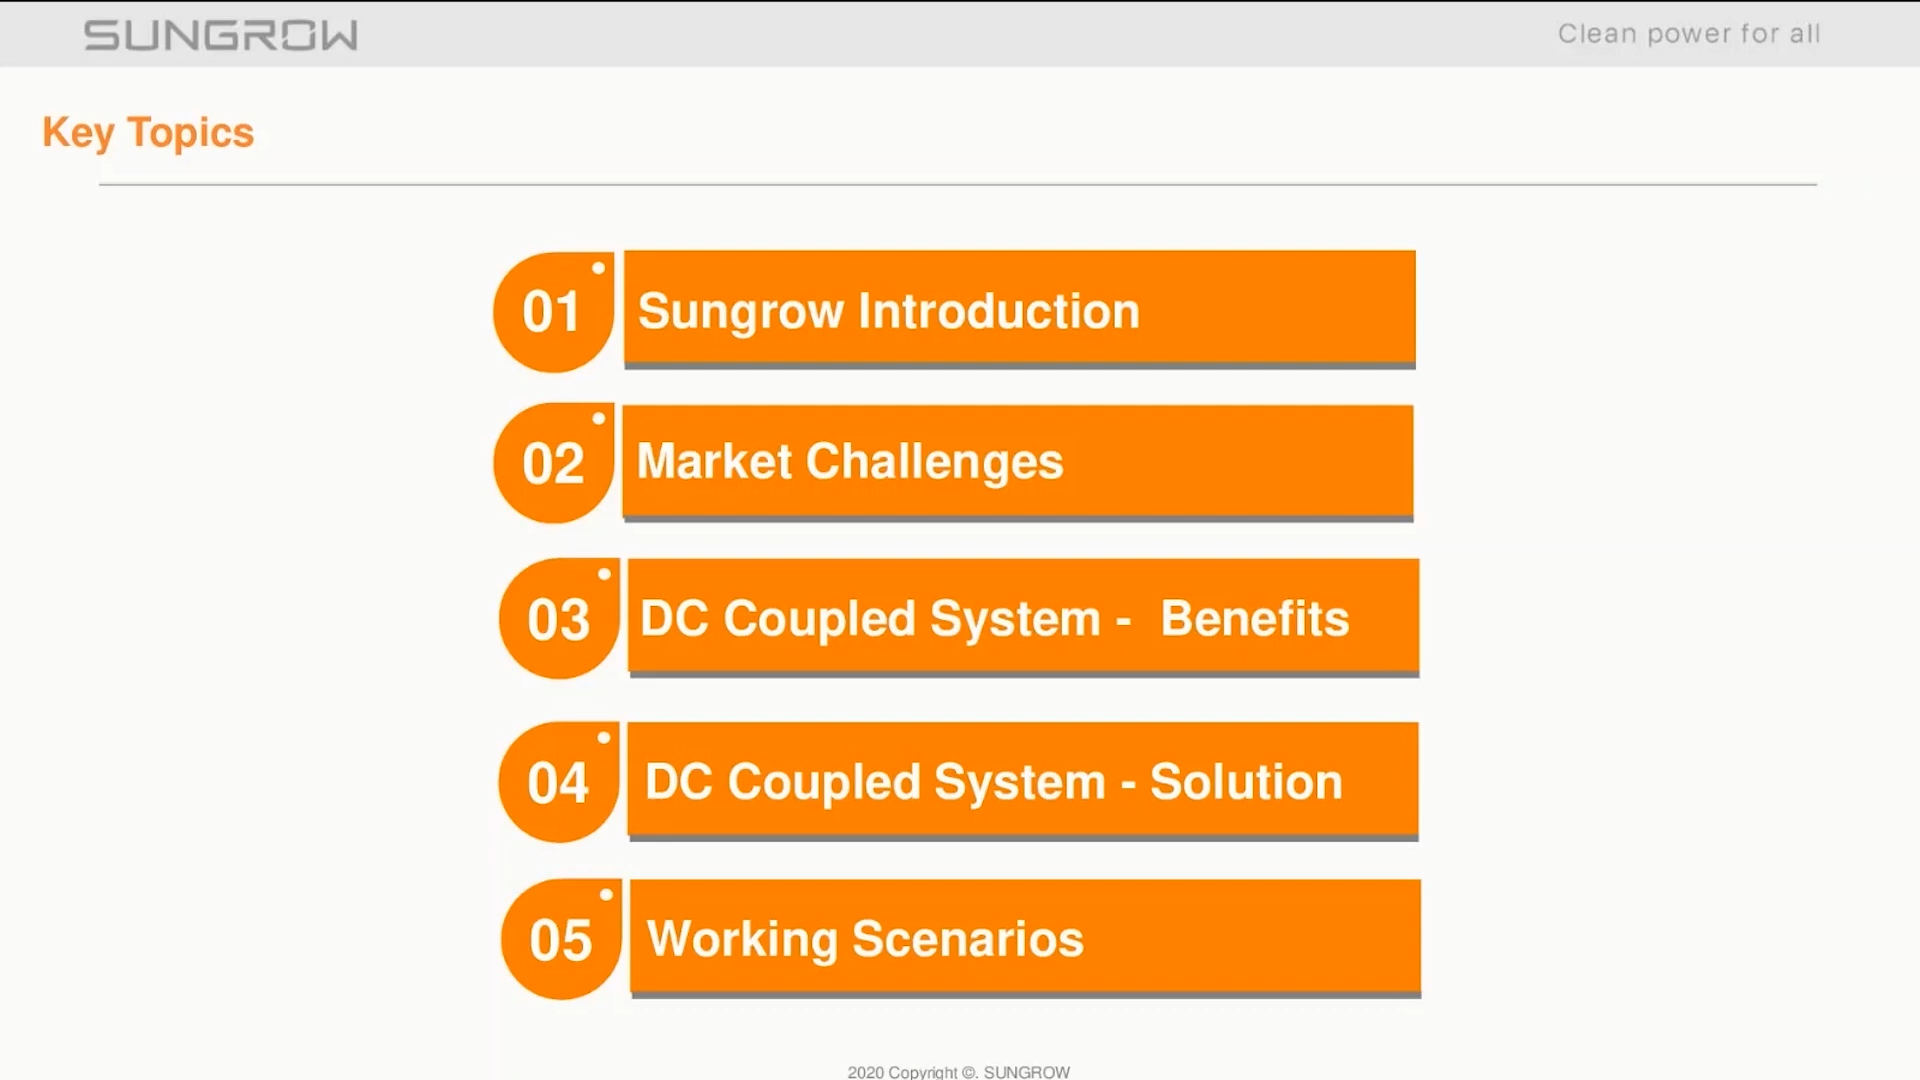 SUNGROW
Clean power for all
Key Topics
01 Sungrow Introduction
02 Market Challenges
03 DC Coupled System -  Benefits
04 DC Coupled System - Solution
05 Working Scenarios
2020 Copyright ©. SUNGROW